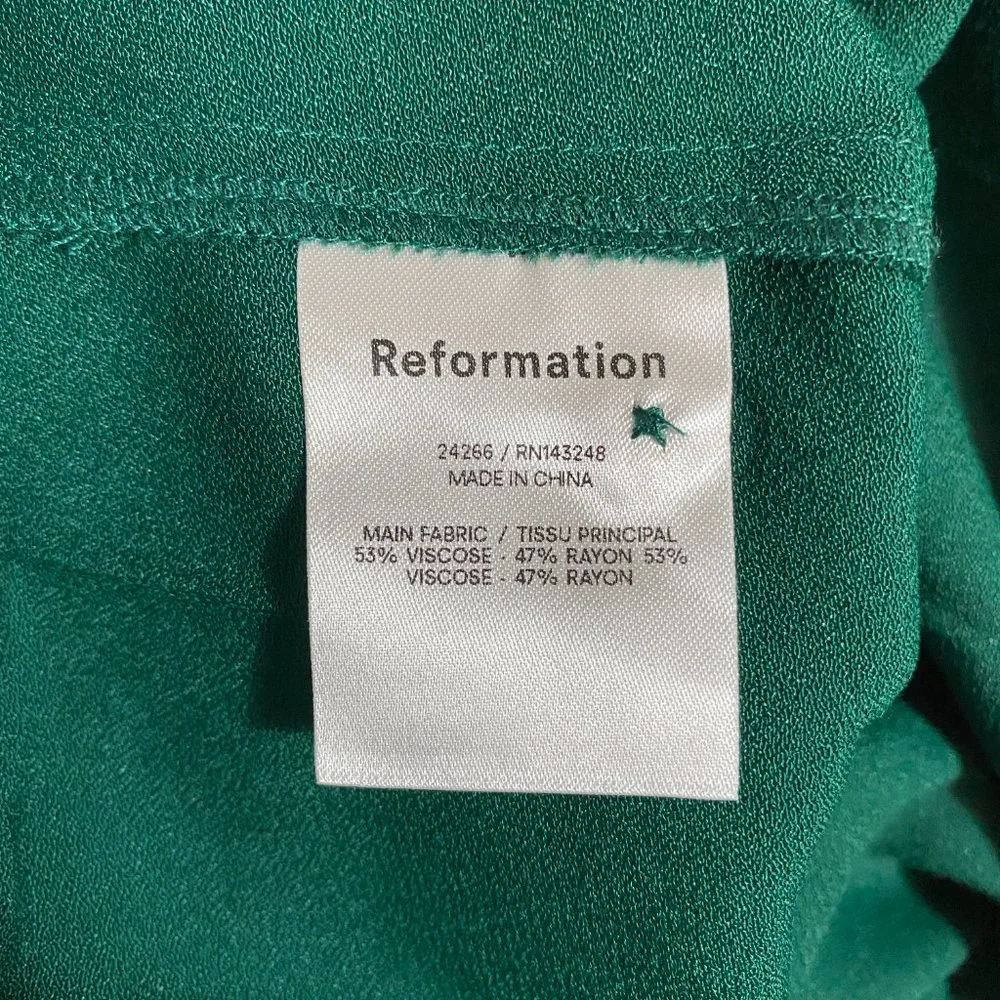 Reformation
24266 / RN143248
MADE IN CHINA
MAIN FABRIC / TISSU PRINCIPAL
53% VISCOSE - 47% RAYON 53%
VISCOSE - 47% RAYON